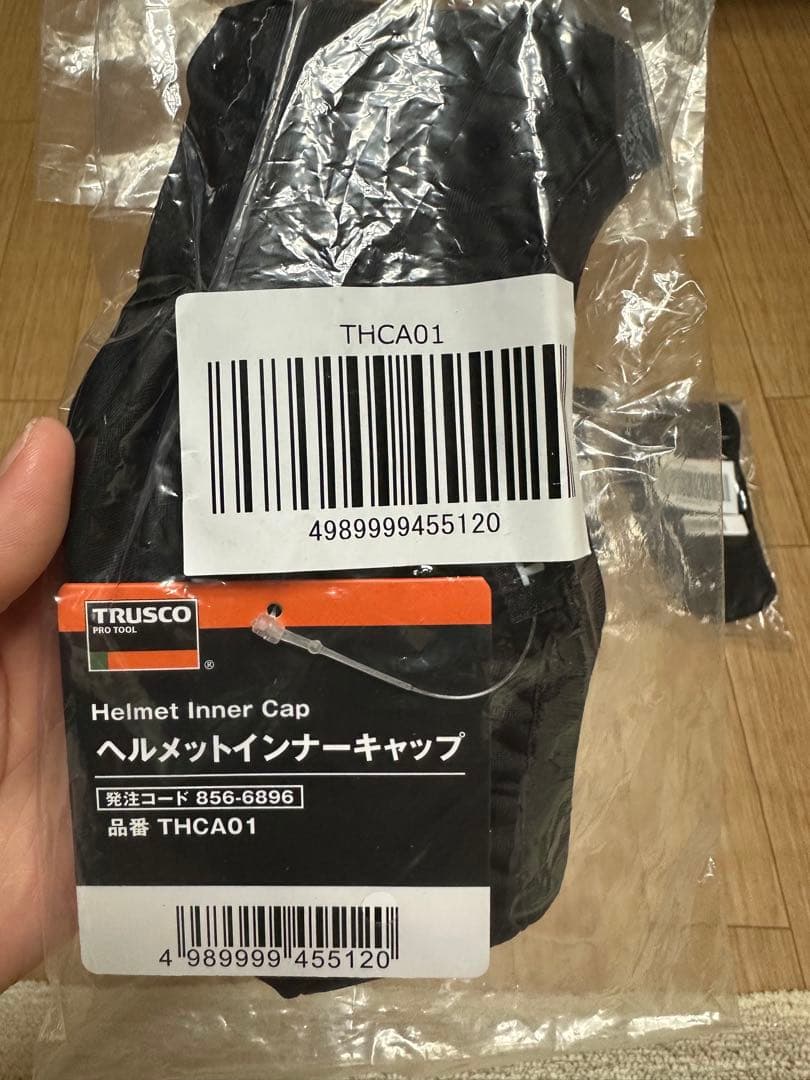 THCA01
4989999455120
TRUSCO
PRO TOOL
®
Helmet Inner Cap
ヘルメットインナーキャップ
発注コード 856-6896
品番 THCA01
4 989999 455120